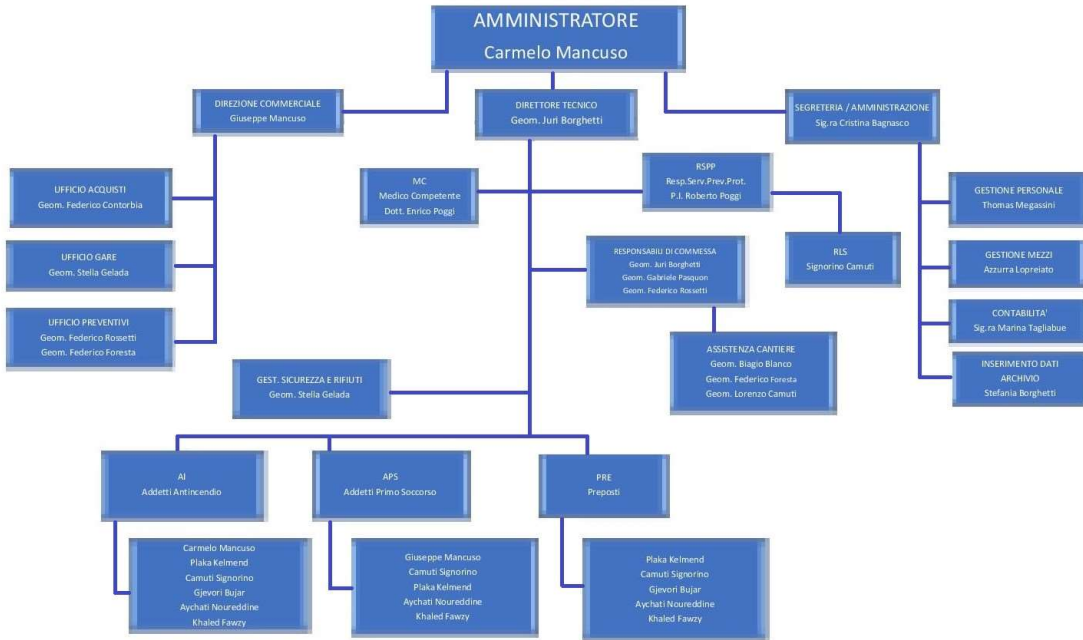 AMMINISTRATORE
Carmelo Mancuso
DIREZIONE COMMERCIALE
Giuseppe Mancuso
DIRETTORE TECNICO
Geom. Juri Borghetti
SEGRETERIA / AMMINISTRAZIONE
Sig.ra Cristina Bagnasco
UFFICIO ACQUISTI
Geom. Federico Contorbia
UFFICIO GARE
Geom. Stella Gelada
UFFICIO PREVENTIVI
Geom. Federico Rossetti
Geom. Federico Foresta
MC
Medico Competente
Dott. Enrico Poggi
RSPP
Resp.Serv.Prev.Prot.
P.I. Roberto Poggi
RLS
Signorino Camuti
RESPONSABILI DI COMMESSA
Geom. Juri Borghetti
Geom. Gabriele Pasquon
Geom. Federico Rossetti
ASSISTENZA CANTIERE
Geom. Biagio Blanco
Geom. Federico Foresta
Geom. Lorenzo Camuti
GESTIONE PERSONALE
Thomas Megassini
GESTIONE MEZZI
Azzurra Lopreiato
CONTABILITA'
Sig.ra Marina Tagliabue
INSERIMENTO DATI
ARCHIVIO
Stefania Borghetti
GEST. SICUREZZA E RIFIUTI
Geom. Stella Gelada
AI
Addetti Antincendio
APS
Addetti Primo Soccorso
PRE
Preposti
Carmelo Mancuso
Plaka Kelmend
Camuti Signorino
Gjevori Bujar
Aychati Noureddine
Khaled Fawzy
Giuseppe Mancuso
Camuti Signorino
Plaka Kelmend
Aychati Noureddine
Khaled Fawzy
Plaka Kelmend
Camuti Signorino
Gjevori Bujar
Aychati Noureddine
Khaled Fawzy